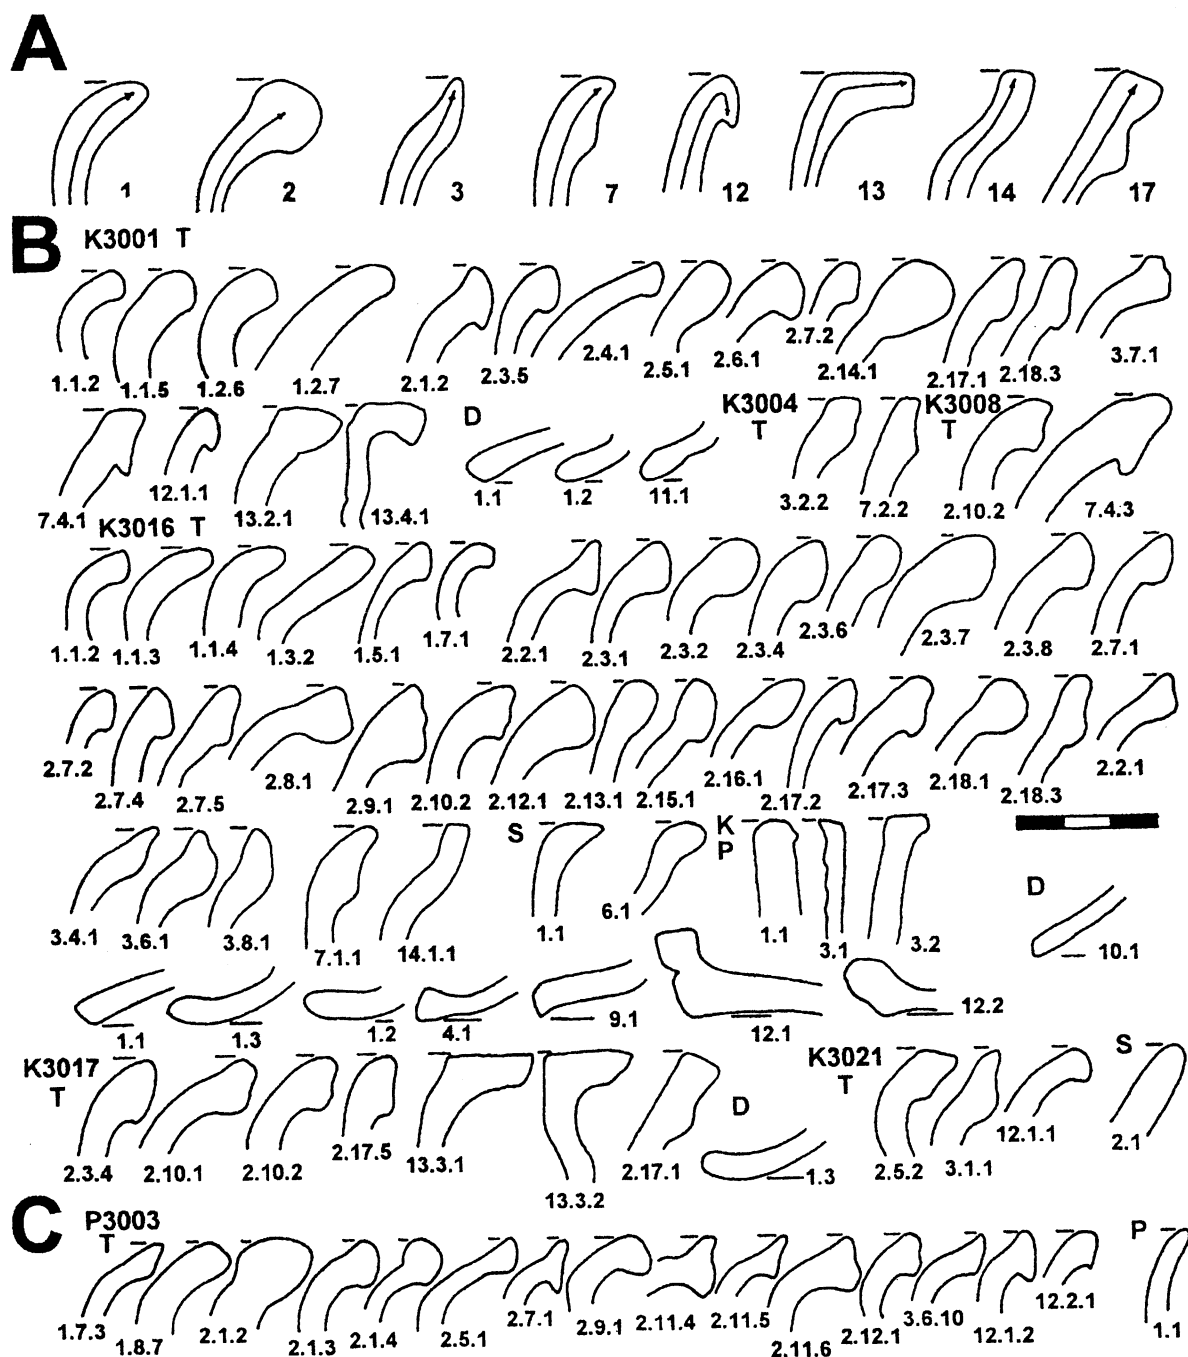 A
1 2 3 7 12 13 14 17
B
K3001 T
1.1.2 1.1.5 1.2.6 1.2.7 2.1.2 2.3.5 2.4.1 2.5.1 2.6.1 2.7.2 2.14.1 2.17.1 2.18.3 3.7.1
7.4.1 12.1.1 13.2.1 13.4.1 D 1.1 1.2 11.1 K3004 T 3.2.2 7.2.2 K3008 T 2.10.2 7.4.3
K3016 T
1.1.2 1.1.3 1.1.4 1.3.2 1.5.1 1.7.1 2.2.1 2.3.1 2.3.2 2.3.4 2.3.6 2.3.7 2.3.8 2.7.1
2.7.2 2.7.4 2.7.5 2.8.1 2.9.1 2.10.2 2.12.1 2.13.1 2.15.1 2.16.1 2.17.2 2.17.3 2.18.1 2.18.3 2.2.1
3.4.1 3.6.1 3.8.1 7.1.1 14.1.1 S 1.1 6.1 K P 1.1 3.1 3.2 D 10.1
1.1 1.3 1.2 4.1 9.1 12.1 12.2
K3017 T
2.3.4 2.10.1 2.10.2 2.17.5 13.3.1 13.3.2 2.17.1 D 1.3 K3021 T 2.5.2 3.1.1 12.1.1 S 2.1
C
P3003
T
1.7.3 1.8.7 2.1.2 2.1.3 2.1.4 2.5.1 2.7.1 2.9.1 2.11.4 2.11.5 2.11.6 2.12.1 3.6.10 12.1.2 12.2.1 P 1.1